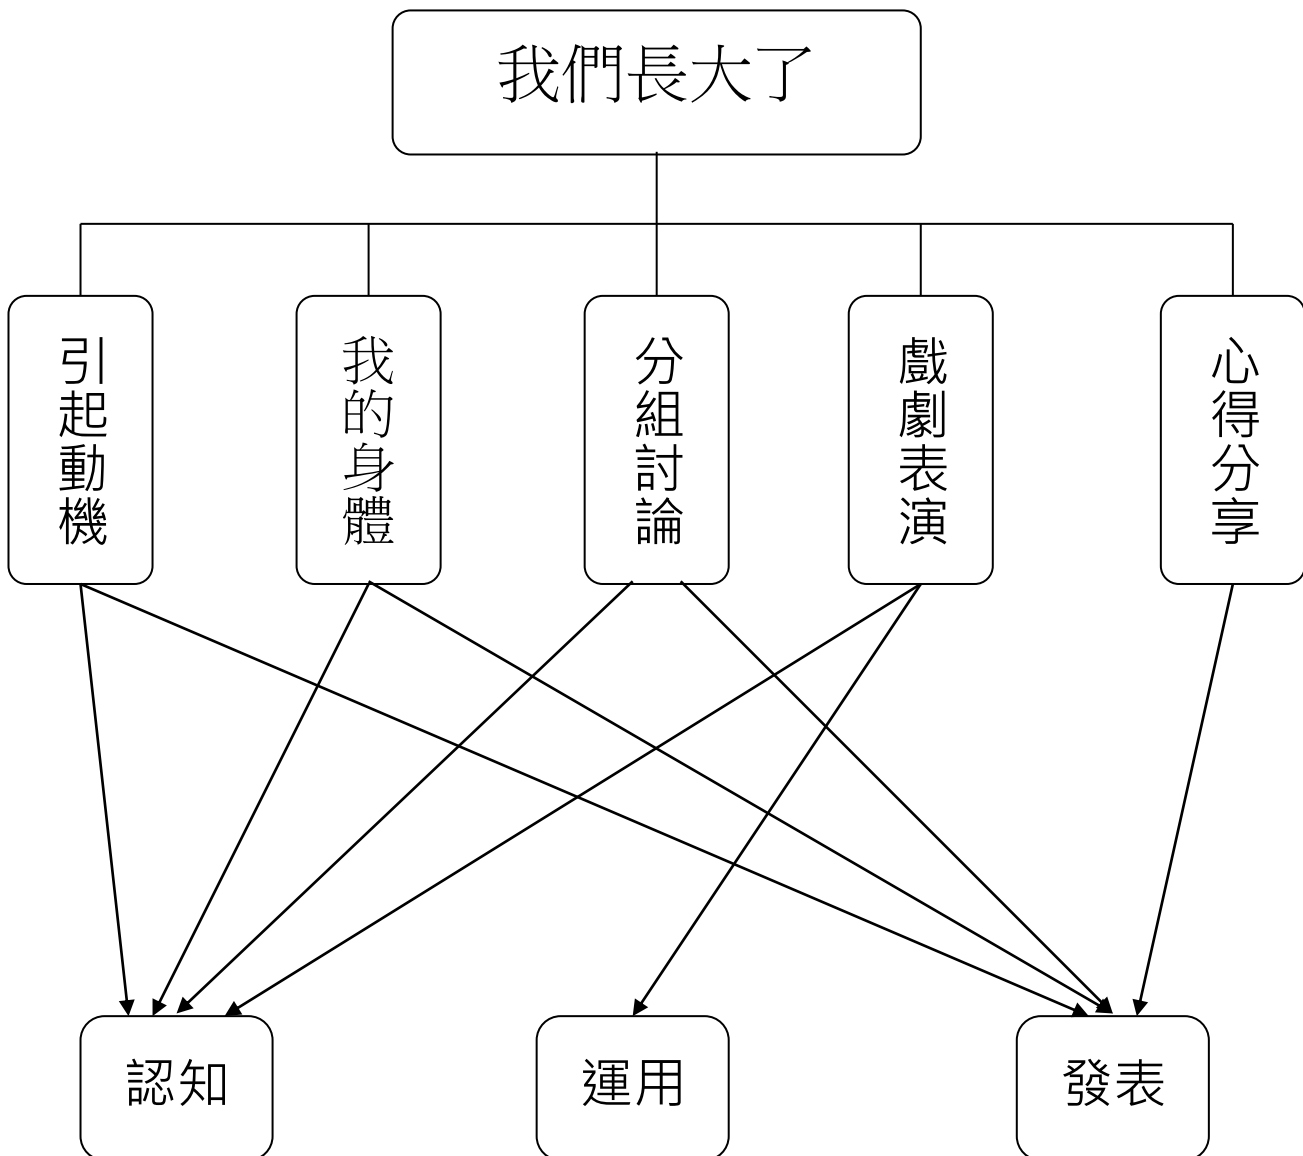 我們長大了
引起動機
我的身體
分組討論
戲劇表演
心得分享
認知
運用
發表